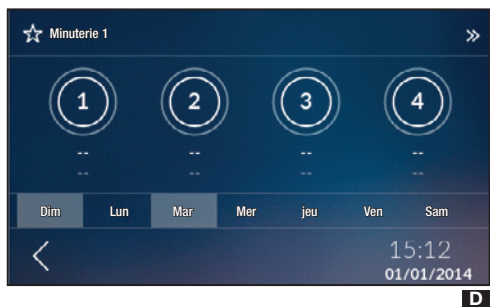 Minuterie 1
1 2 3 4
-- -- -- --
-- -- -- --
Dim Lun Mar Mer jeu Ven Sam
15:12
01/01/2014
D